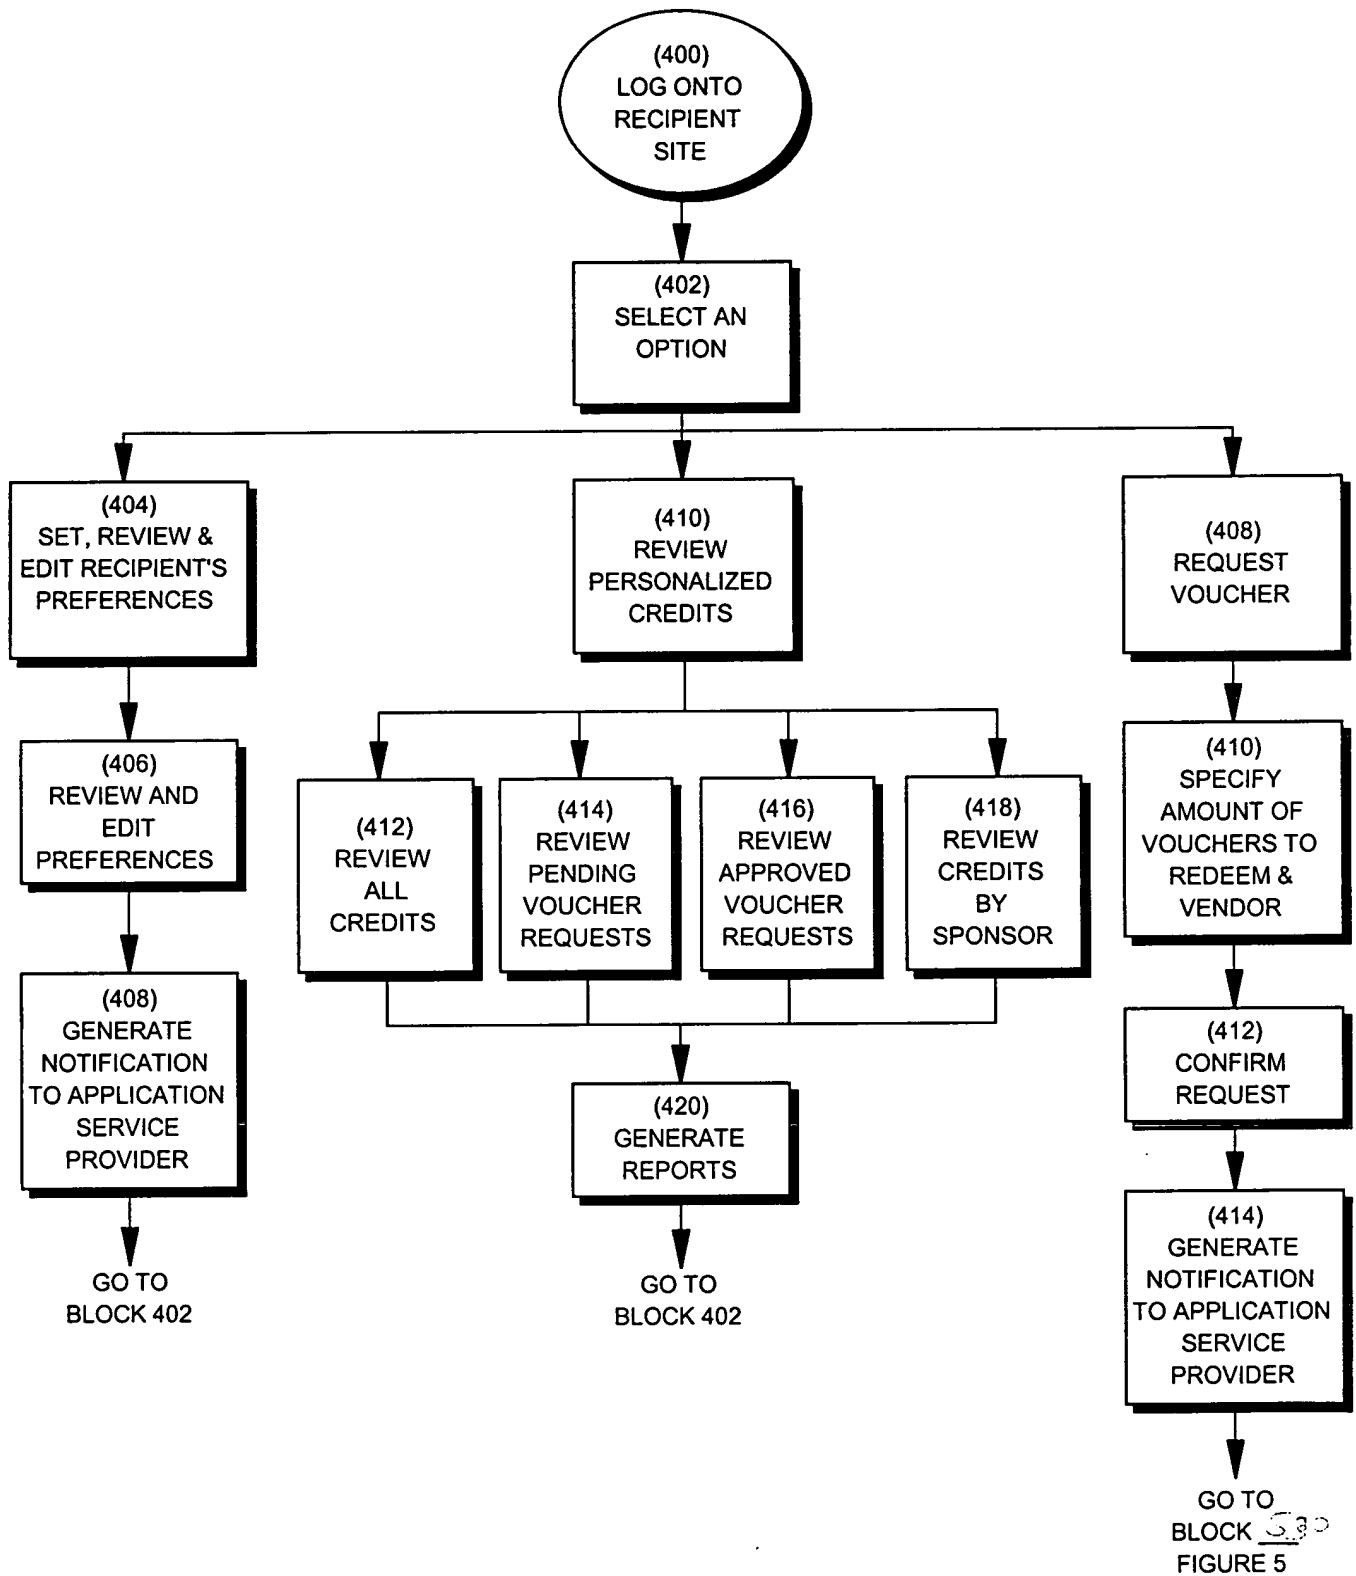 (400)
LOG ONTO
RECIPIENT
SITE
(402)
SELECT AN
OPTION
(404)
SET, REVIEW &
EDIT RECIPIENT'S
PREFERENCES
(406)
REVIEW AND
EDIT
PREFERENCES
(408)
GENERATE
NOTIFICATION
TO APPLICATION
SERVICE
PROVIDER
GO TO
BLOCK 402
(410)
REVIEW
PERSONALIZED
CREDITS
(412)
REVIEW
ALL
CREDITS
(414)
REVIEW
PENDING
VOUCHER
REQUESTS
(416)
REVIEW
APPROVED
VOUCHER
REQUESTS
(418)
REVIEW
CREDITS
BY
SPONSOR
(420)
GENERATE
REPORTS
GO TO
BLOCK 402
(408)
REQUEST
VOUCHER
(410)
SPECIFY
AMOUNT OF
VOUCHERS TO
REDEEM &
VENDOR
(412)
CONFIRM
REQUEST
(414)
GENERATE
NOTIFICATION
TO APPLICATION
SERVICE
PROVIDER
GO TO
BLOCK
FIGURE 5